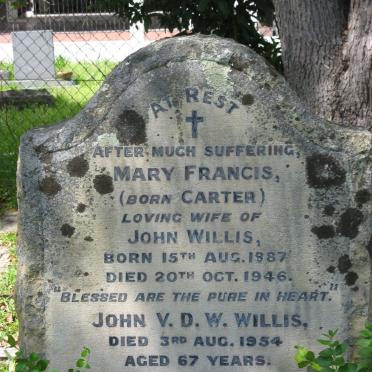 AT REST
AFTER MUCH SUFFERING,
MARY FRANCIS,
(BORN CARTER)
LOVING WIFE OF
JOHN WILLIS,
BORN 15TH AUG. 1887
DIED 20TH OCT. 1946.
"BLESSED ARE THE PURE IN HEART."
JOHN V. D. W. WILLIS,
DIED 3RD AUG. 1954
AGED 67 YEARS.